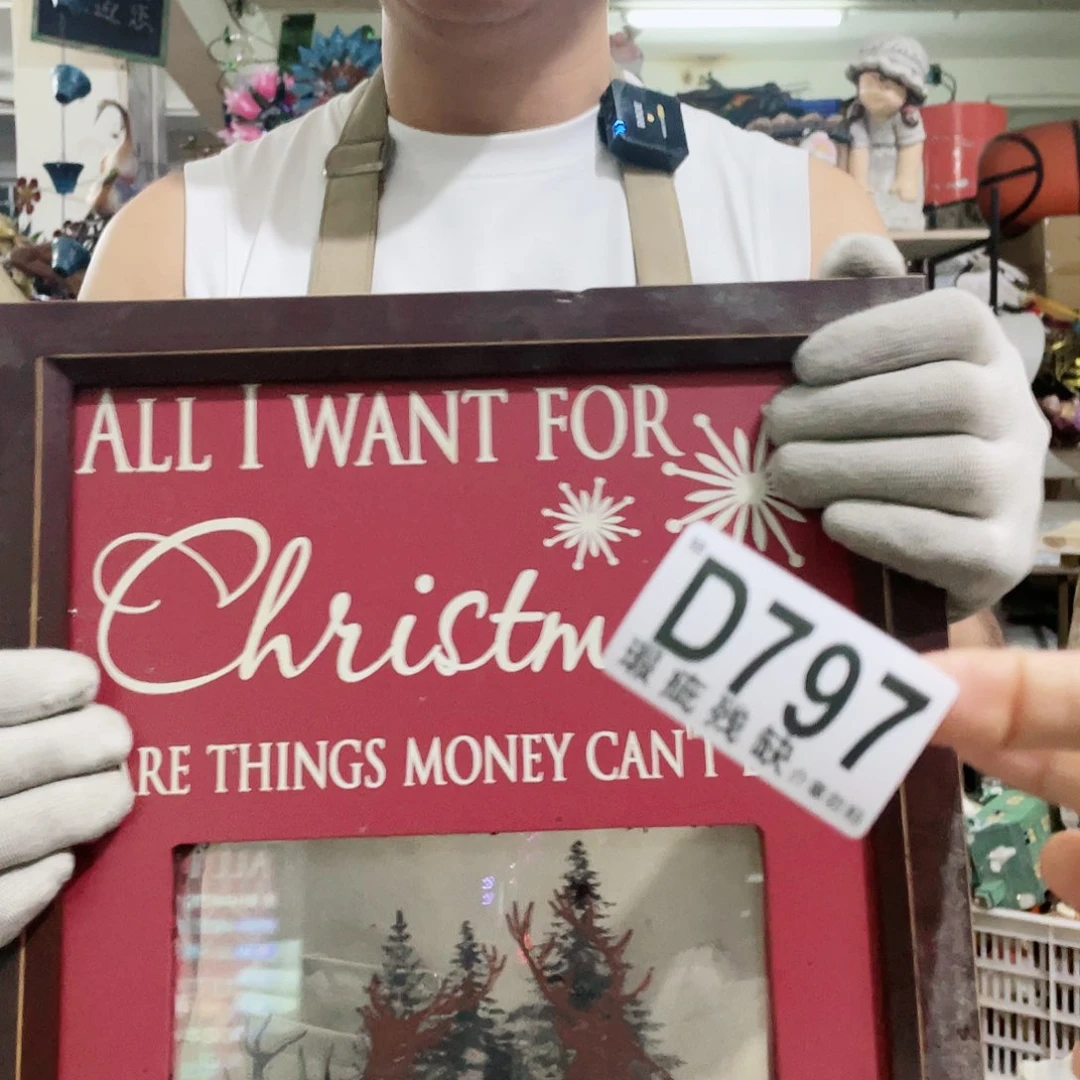 ALL I WANT FOR
Christm
ARE THINGS MONEY CAN'T
D797
瑕疵残缺